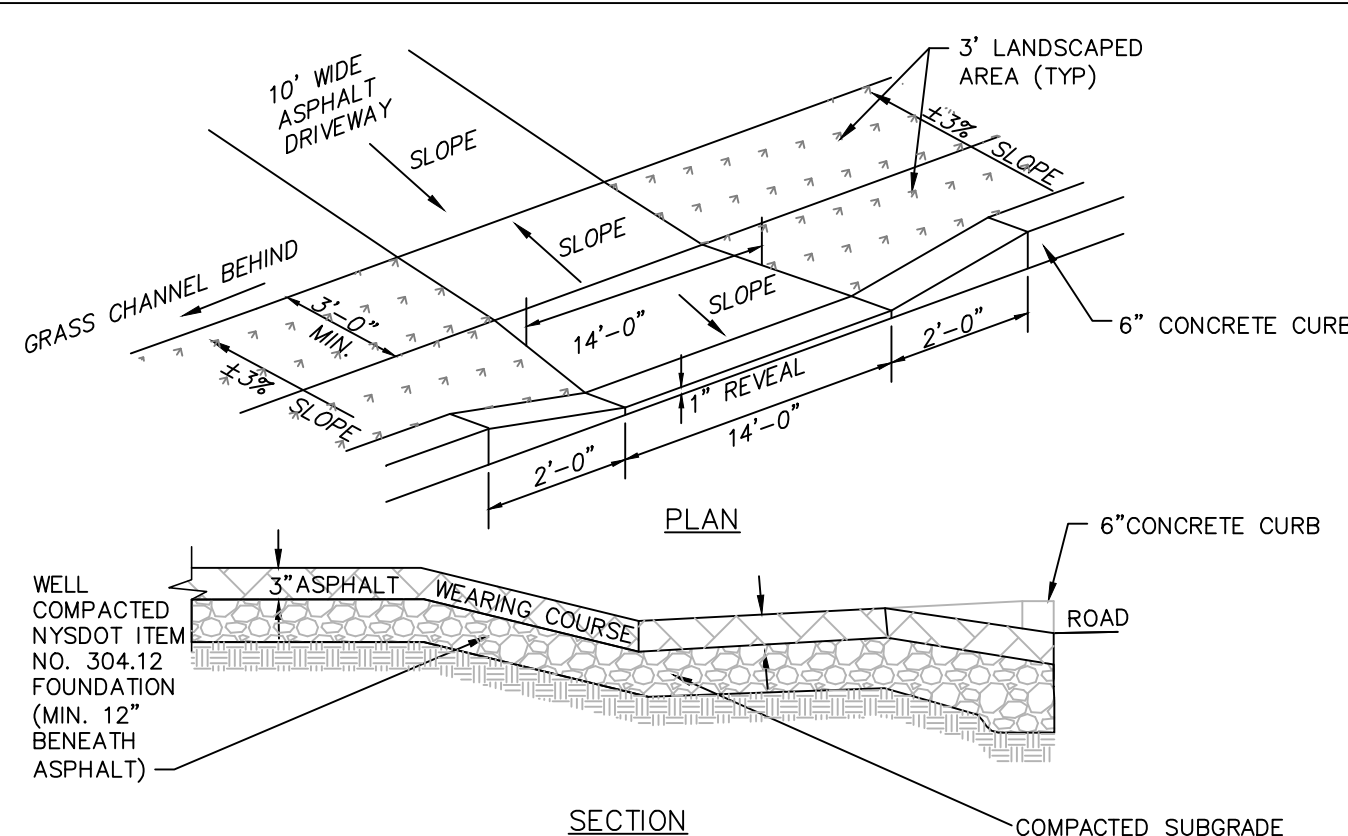 3' LANDSCAPED
AREA (TYP)
10' WIDE
ASPHALT
DRIVEWAY
SLOPE
±3% SLOPE
SLOPE
GRASS CHANNEL BEHIND
3'-0"
MIN.
SLOPE
14'-0"
2'-0"
6" CONCRETE CURB
±3% SLOPE
1" REVEAL
14'-0"
2'-0"
PLAN
6"CONCRETE CURB
WELL
COMPACTED
NYSDOT ITEM
NO. 304.12
FOUNDATION
(MIN. 12"
BENEATH
ASPHALT)
3"ASPHALT WEARING COURSE
ROAD
SECTION
COMPACTED SUBGRADE